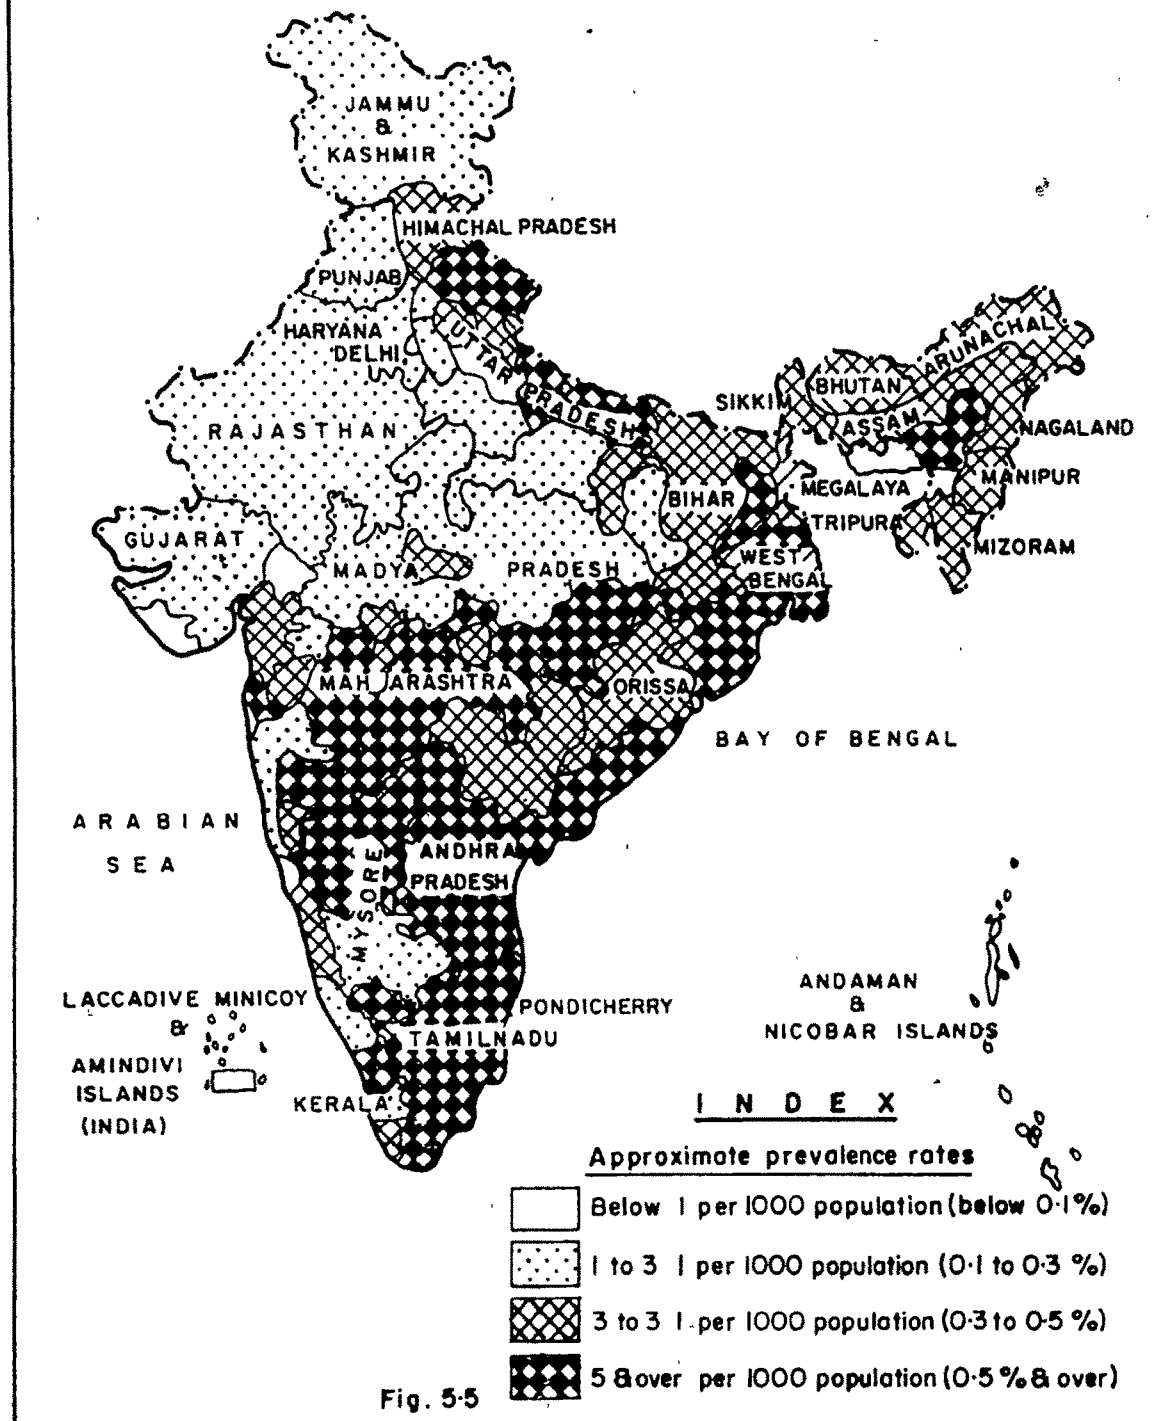 JAMMU
&
KASHMIR
HIMACHAL PRADESH
PUNJAB
HARYANA
DELHI
UTTAR PRADESH
RAJASTHAN
SIKKIM
BHUTAN
ARUNACHAL
ASSAM
NAGALAND
MANIPUR
MEGALAYA
BIHAR
TRIPURA
MIZORAM
GUJARAT
MADYA PRADESH
WEST
BENGAL
MAHARASHTRA
ORISSA
BAY OF BENGAL
ARABIAN
SEA
ANDHRA
PRADESH
MYSORE
LACCADIVE MINICOY
&
AMINDIVI
ISLANDS
(INDIA)
PONDICHERRY
TAMILNADU
KERALA
ANDAMAN
&
NICOBAR ISLANDS
INDEX
Approximate prevalence rates
Below 1 per 1000 population (below 0·1%)
1 to 3 1 per 1000 population (0·1 to 0·3 %)
3 to 3 1 per 1000 population (0·3 to 0·5 %)
5 & over per 1000 population (0·5 % & over)
Fig. 5·5